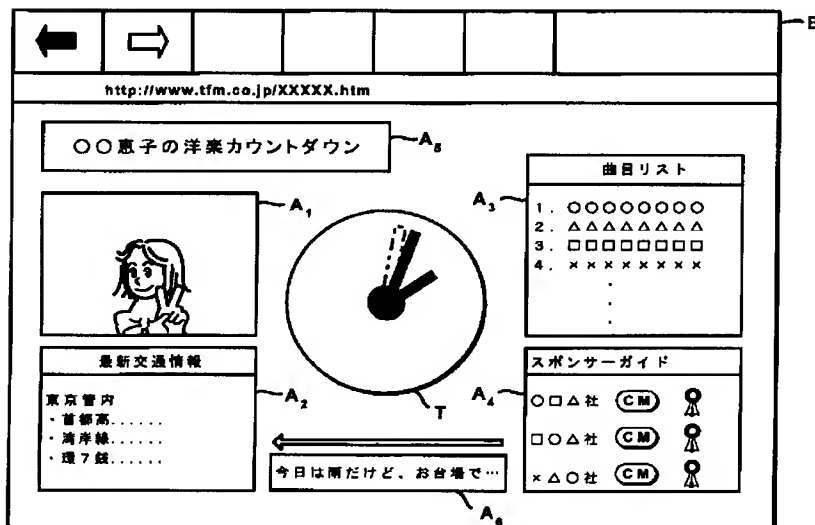 B
http://www.tfm.co.jp/XXXXX.htm
○○恵子の洋楽カウントダウン
A₅
A₁
曲目リスト
A₃
1. ○○○○○○○○
2. △△△△△△△△
3. □□□□□□□□
4. ××××××××
最新交通情報
東京管内
・首都高......
・湾岸線......
・環7銭......
A₂
T
スポンサーガイド
A₄
○□△社 CM
□○△社 CM
×△○社 CM
今日は雨だけど、お台場で…
A₆